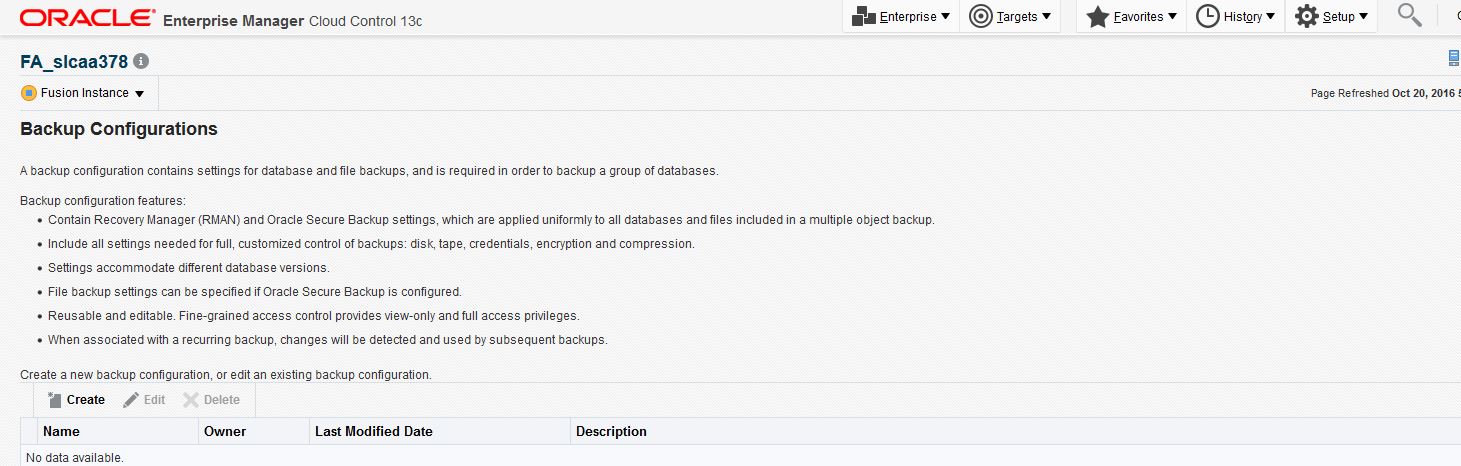 ORACLE® Enterprise Manager Cloud Control 13c Enterprise Targets Favorites History Setup
FA_slcaa378
Fusion Instance Page Refreshed Oct 20, 2016
Backup Configurations
A backup configuration contains settings for database and file backups, and is required in order to backup a group of databases.
Backup configuration features:
• Contain Recovery Manager (RMAN) and Oracle Secure Backup settings, which are applied uniformly to all databases and files included in a multiple object backup.
• Include all settings needed for full, customized control of backups: disk, tape, credentials, encryption and compression.
• Settings accommodate different database versions.
• File backup settings can be specified if Oracle Secure Backup is configured.
• Reusable and editable. Fine-grained access control provides view-only and full access privileges.
• When associated with a recurring backup, changes will be detected and used by subsequent backups.
Create a new backup configuration, or edit an existing backup configuration.
Create Edit Delete
Name Owner Last Modified Date Description
No data available.